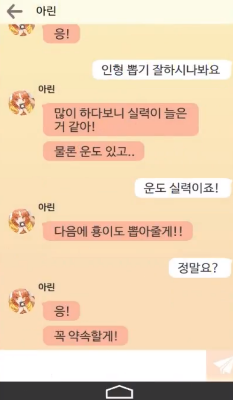 아린
응!
인형 뽑기 잘하시나봐요
아린
많이 하다보니 실력이 늘은
거 같아!
물론 운도 있고..
운도 실력이죠!
아린
다음에 흉이도 뽑아줄게!!
정말요?
아린
응!
꼭 약속할게!